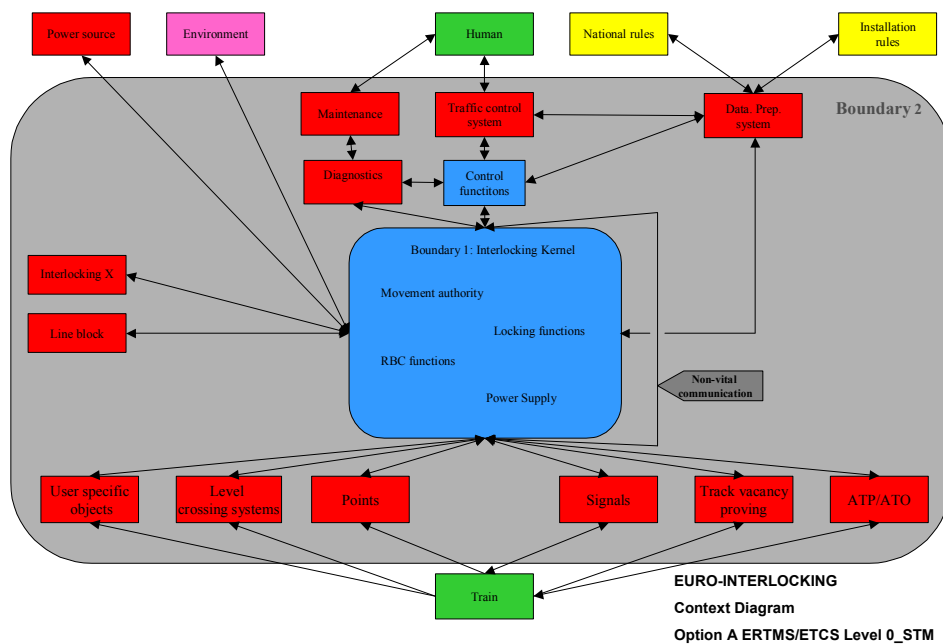 Power source
Environment
Human
National rules
Installation
rules
Boundary 2
Maintenance
Traffic control
system
Data. Prep.
system
Diagnostics
Control
functitons
Boundary 1: Interlocking Kernel
Interlocking X
Movement authority
Line block
Locking functions
RBC functions
Non-vital
communication
Power Supply
User specific
objects
Level
crossing systems
Points
Signals
Track vacancy
proving
ATP/ATO
Train
EURO-INTERLOCKING
Context Diagram
Option A ERTMS/ETCS Level 0_STM